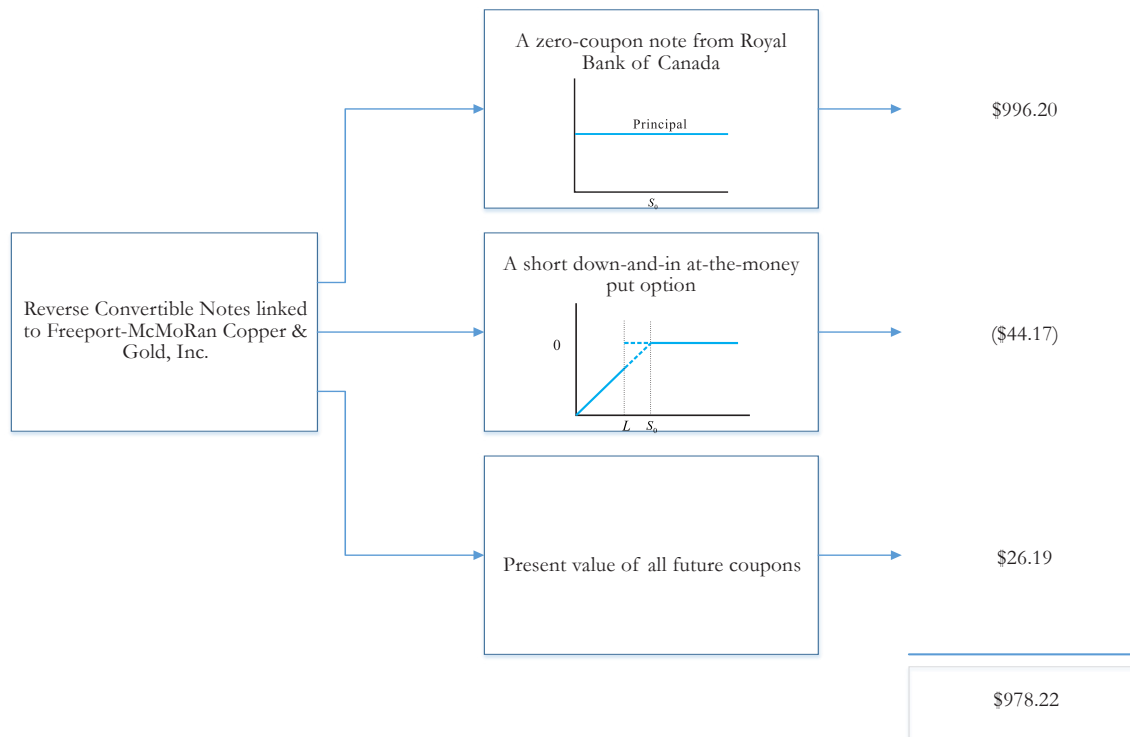 A zero-coupon note from Royal
Bank of Canada
Principal
S₀
$996.20
Reverse Convertible Notes linked
to Freeport-McMoRan Copper &
Gold, Inc.
A short down-and-in at-the-money
put option
0
L S₀
($44.17)
Present value of all future coupons
$26.19
$978.22